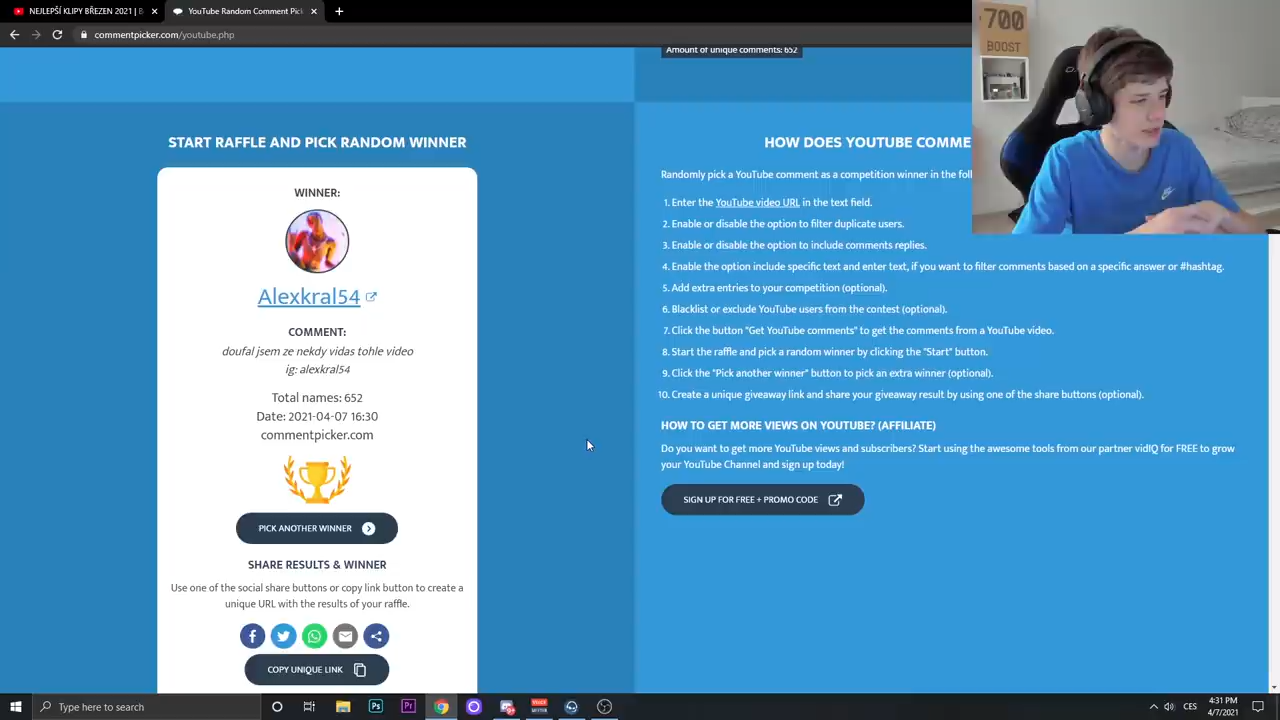 NEJLEPŠÍ KLIPY BŘEZEN 2021 |
YouTube Random Comment Pick
commentpicker.com/youtube.php
Amount of unique comments: 652
700
BOOST
START RAFFLE AND PICK RANDOM WINNER
WINNER:
Alexkral54
COMMENT:
doufal jsem ze nekdy vidas tohle video
ig: alexkral54
Total names: 652
Date: 2021-04-07 16:30
commentpicker.com
PICK ANOTHER WINNER
SHARE RESULTS & WINNER
Use one of the social share buttons or copy link button to create a
unique URL with the results of your raffle.
COPY UNIQUE LINK
HOW DOES YOUTUBE COMME
Randomly pick a YouTube comment as a competition winner in the foll
1. Enter the YouTube video URL in the text field.
2. Enable or disable the option to filter duplicate users.
3. Enable or disable the option to include comments replies.
4. Enable the option include specific text and enter text, if you want to filter comments based on a specific answer or #hashtag.
5. Add extra entries to your competition (optional).
6. Blacklist or exclude YouTube users from the contest (optional).
7. Click the button "Get YouTube comments" to get the comments from a YouTube video.
8. Start the raffle and pick a random winner by clicking the "Start" button.
9. Click the "Pick another winner" button to pick an extra winner (optional).
10. Create a unique giveaway link and share your giveaway result by using one of the share buttons (optional).
HOW TO GET MORE VIEWS ON YOUTUBE? (AFFILIATE)
Do you want to get more YouTube views and subscribers? Start using the awesome tools from our partner vidIQ for FREE to grow
your YouTube Channel and sign up today!
SIGN UP FOR FREE + PROMO CODE
Type here to search
Ps
Pr
CES
4:31 PM
4/7/2021